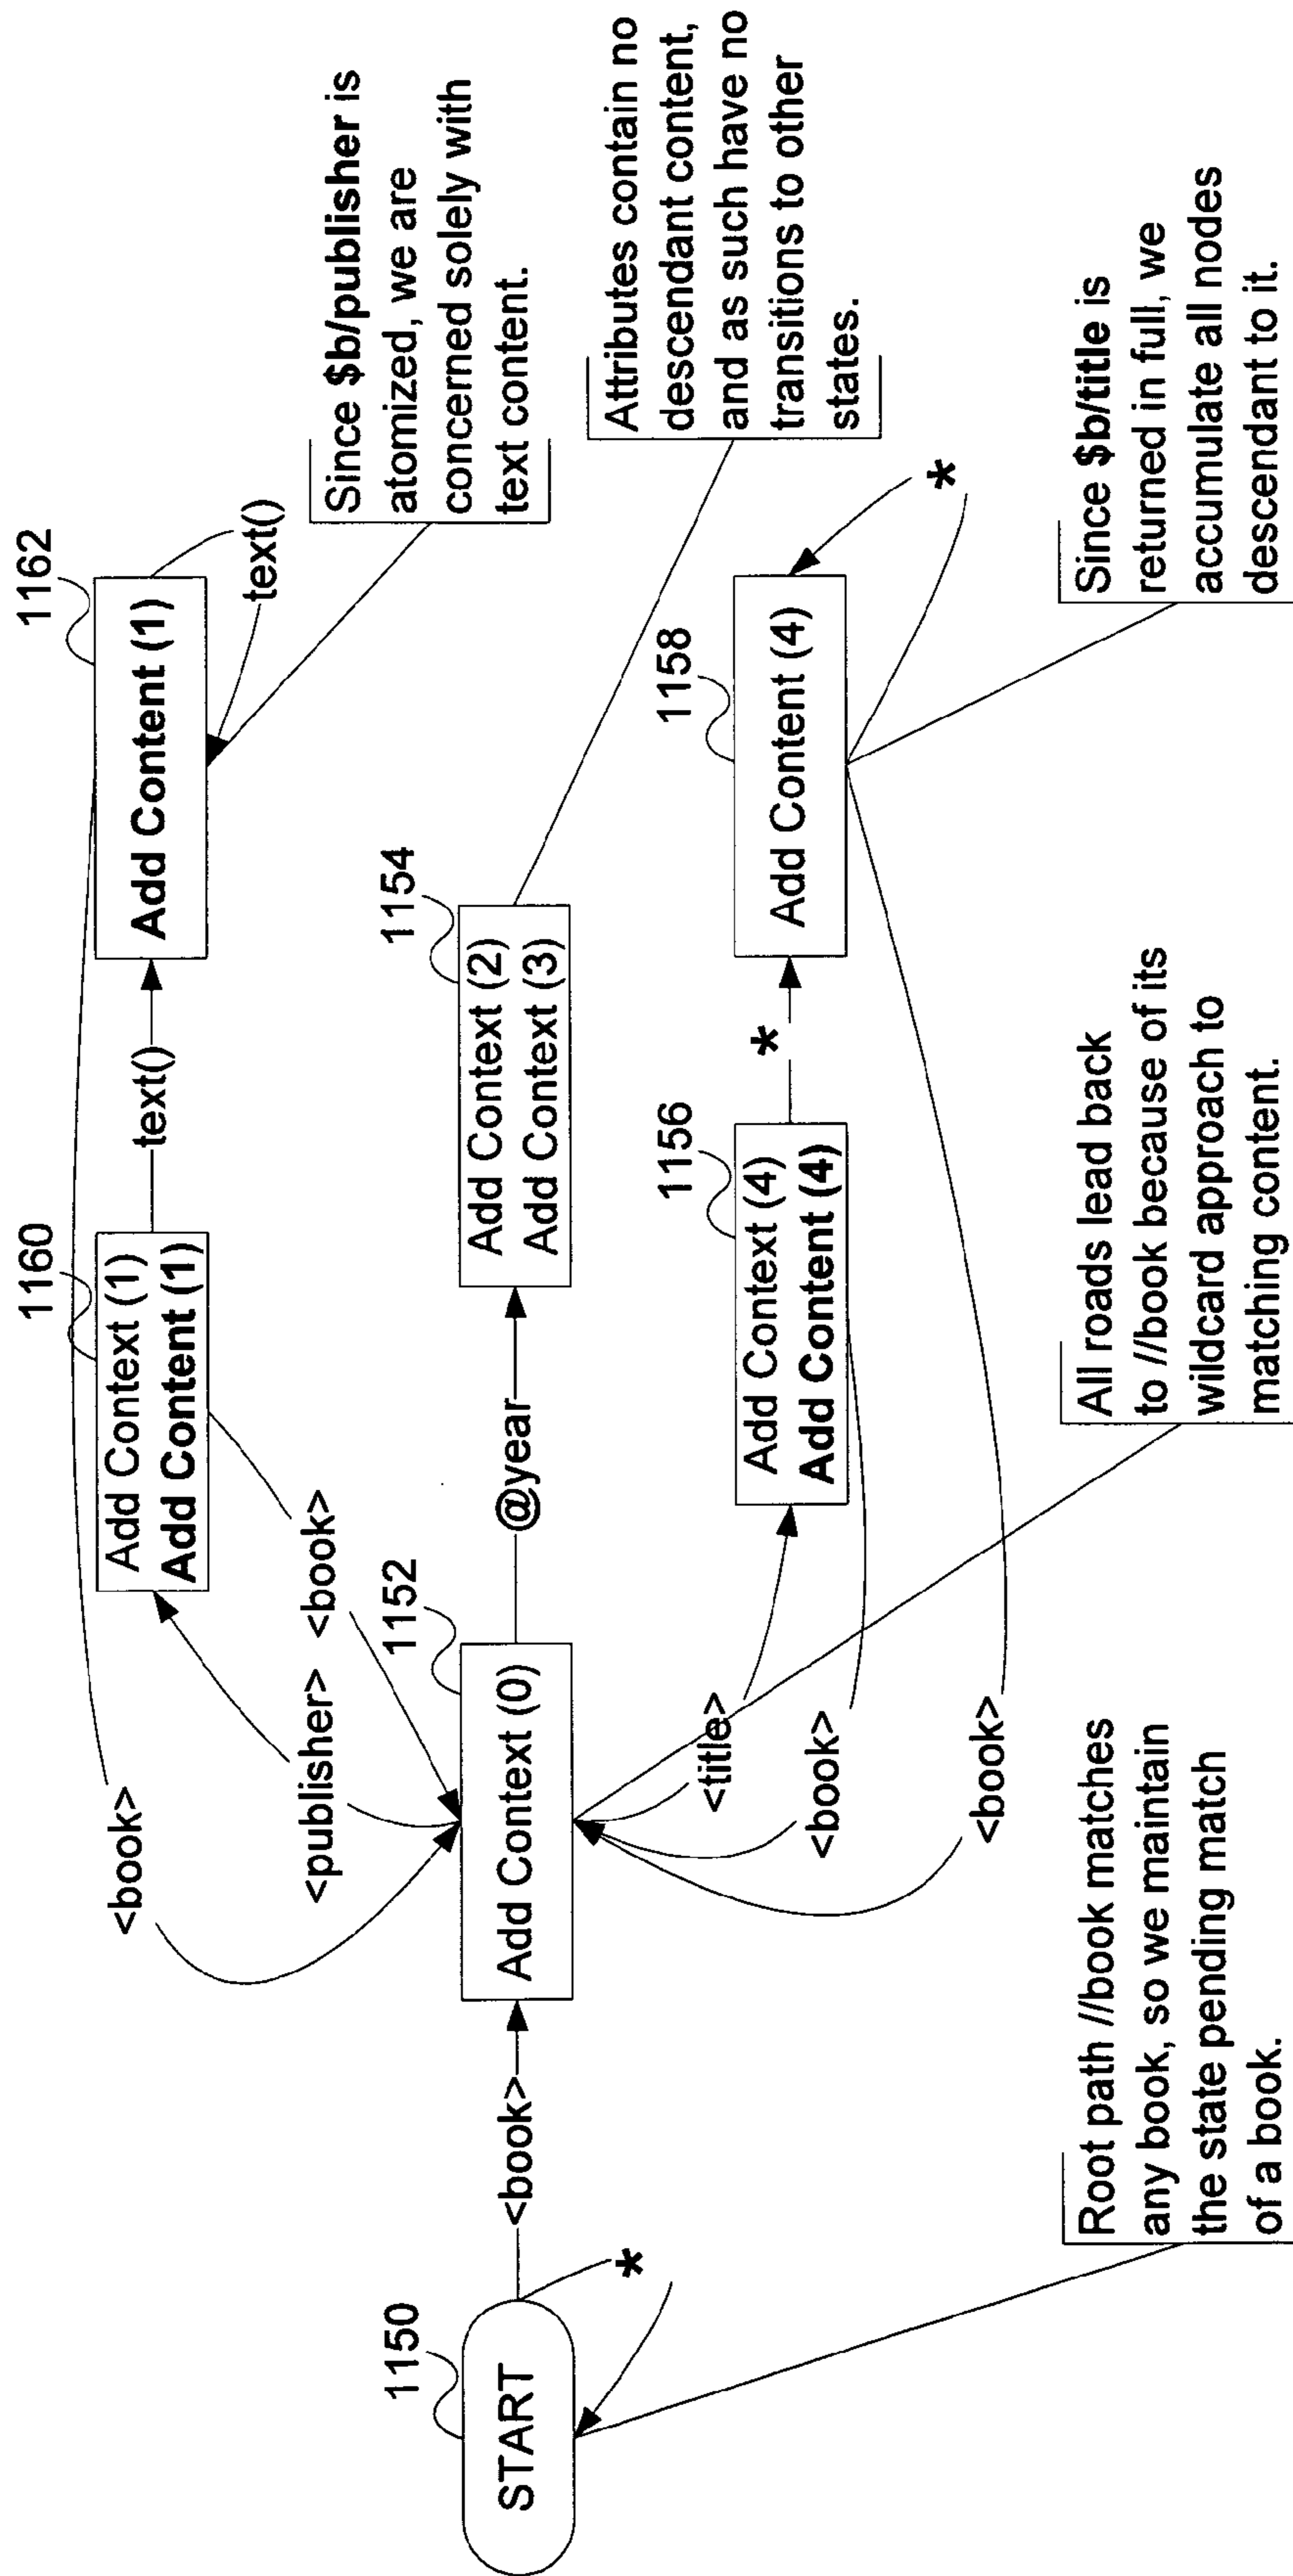 1162
1160
Add Context (1)
Add Content (1)
text()
Add Content (1)
text()
<book>
<publisher>
<book>
Since $b/publisher is
atomized, we are
concerned solely with
text content.
1150
START
*
<book>
1152
Add Context (0)
@year
1154
Add Context (2)
Add Context (3)
Attributes contain no
descendant content,
and as such have no
transitions to other
states.
<title>
<book>
<book>
1156
Add Context (4)
Add Content (4)
*
1158
Add Content (4)
*
Root path //book matches
any book, so we maintain
the state pending match
of a book.
All roads lead back
to //book because of its
wildcard approach to
matching content.
Since $b/title is
returned in full, we
accumulate all nodes
descendant to it.